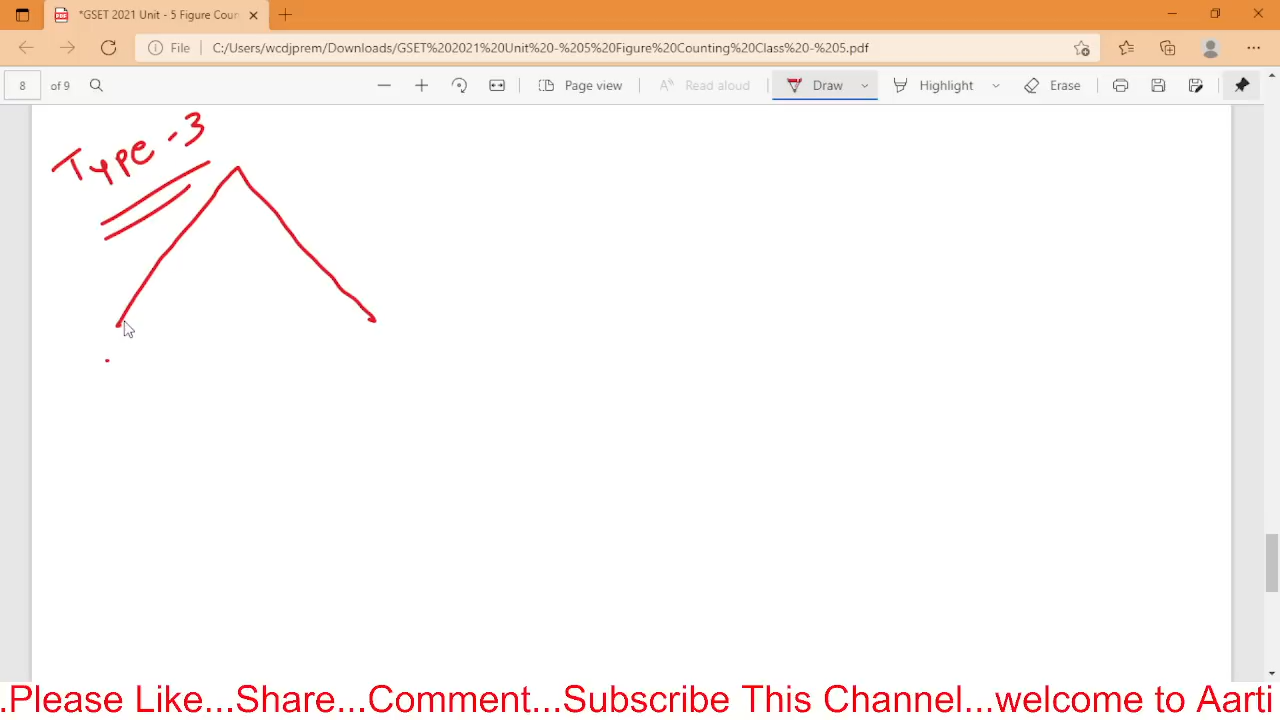 *GSET 2021 Unit - 5 Figure Coun
File
C:/Users/wcdjprem/Downloads/GSET%202021%20Unit%20-%205%20Figure%20Counting%20Class%20-%205.pdf
8 of 9
Page view
Read aloud
Draw
Highlight
Erase
Type - 3
.Please Like...Share...Comment...Subscribe This Channel...welcome to Aarti